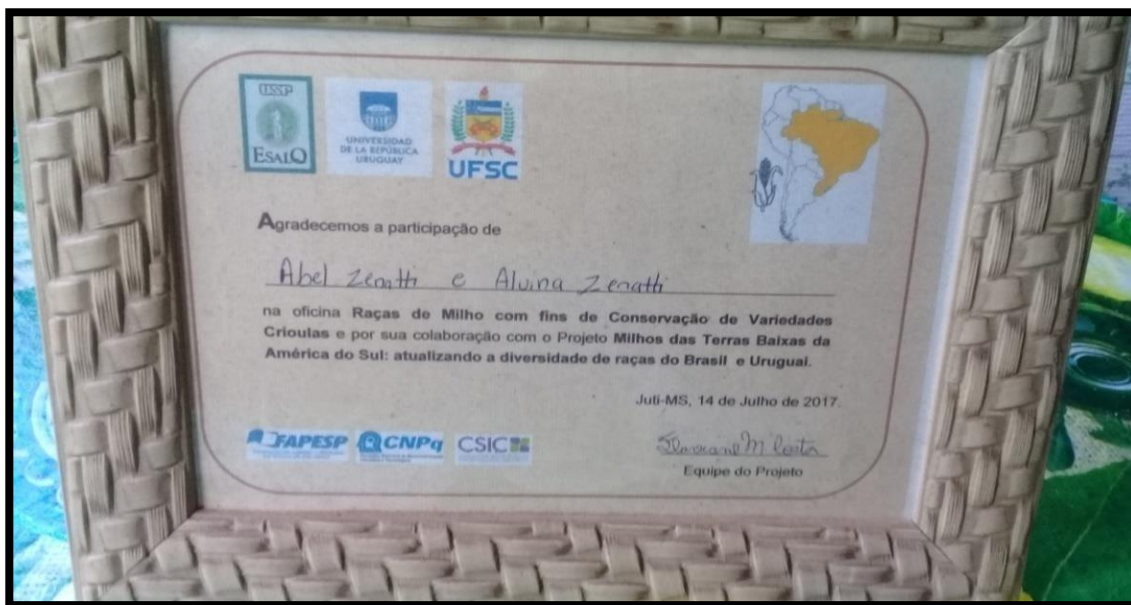 USP
ESALQ
UNIVERSIDAD
DE LA REPÚBLICA
URUGUAY
UFSC
Agradecemos a participação de
Abel Zenatti e Alvina Zenatti
na oficina Raças de Milho com fins de Conservação de Variedades
Crioulas e por sua colaboração com o Projeto Milhos das Terras Baixas da
América do Sul: atualizando a diversidade de raças do Brasil e Uruguai.
Juti-MS, 14 de Julho de 2017.
FAPESP CNPq CSIC
Equipe do Projeto